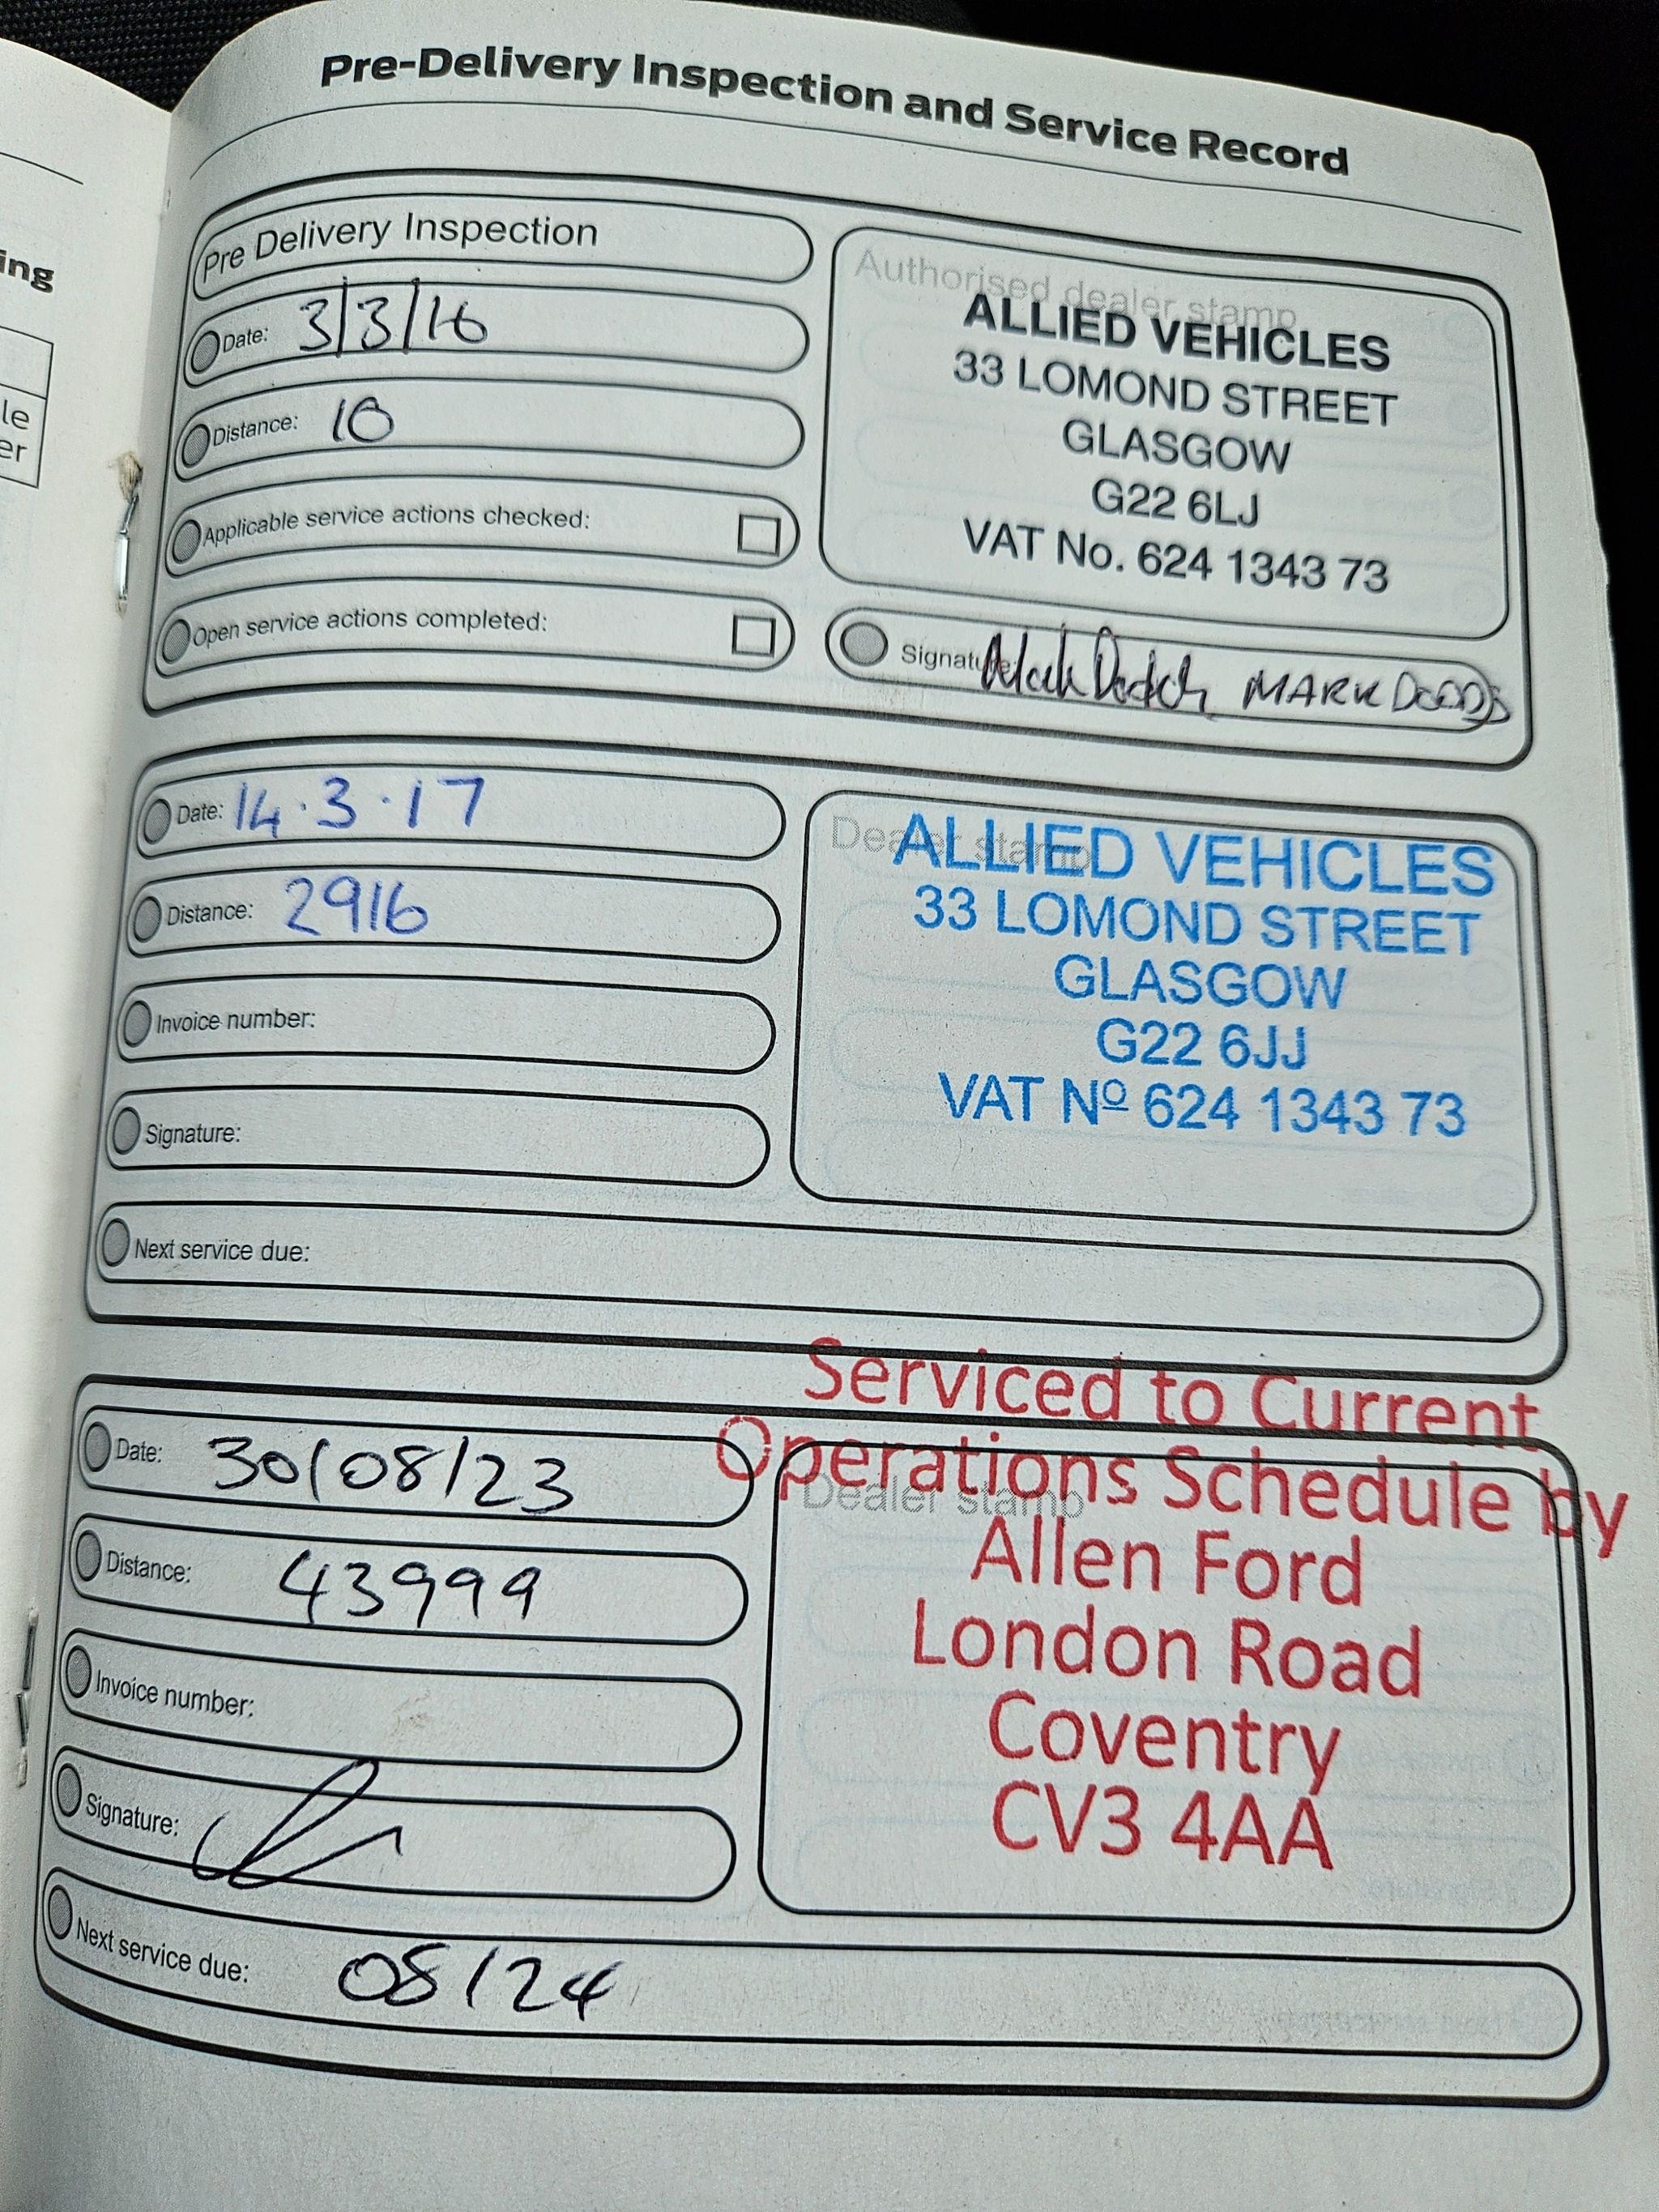 ing
le
er
Pre-Delivery Inspection and Service Record
Pre Delivery Inspection
Date: 3/3/16
Distance: 10
Applicable service actions checked:
Open service actions completed:
Authorised dealer stamp
ALLIED VEHICLES
33 LOMOND STREET
GLASGOW
G22 6LJ
VAT No. 624 1343 73
Signature: MARK DODDS
Date: 14.3.17
Distance: 2916
Invoice number:
Signature:
Dealer stamp
ALLIED VEHICLES
33 LOMOND STREET
GLASGOW
G22 6JJ
VAT Nº 624 1343 73
Next service due:
Date: 30/08/23
Distance: 43999
Invoice number:
Signature:
Dealer stamp
Serviced to Current
Operations Schedule by
Allen Ford
London Road
Coventry
CV3 4AA
Next service due: 08/24